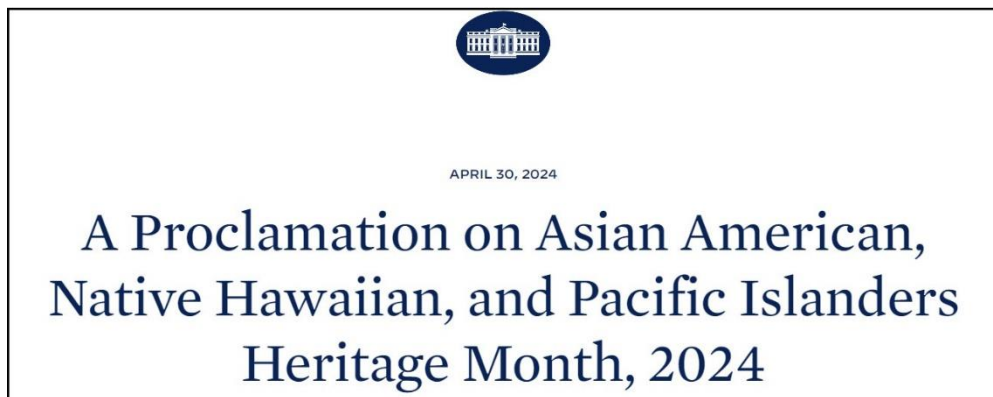 APRIL 30, 2024
A Proclamation on Asian American,
Native Hawaiian, and Pacific Islanders
Heritage Month, 2024